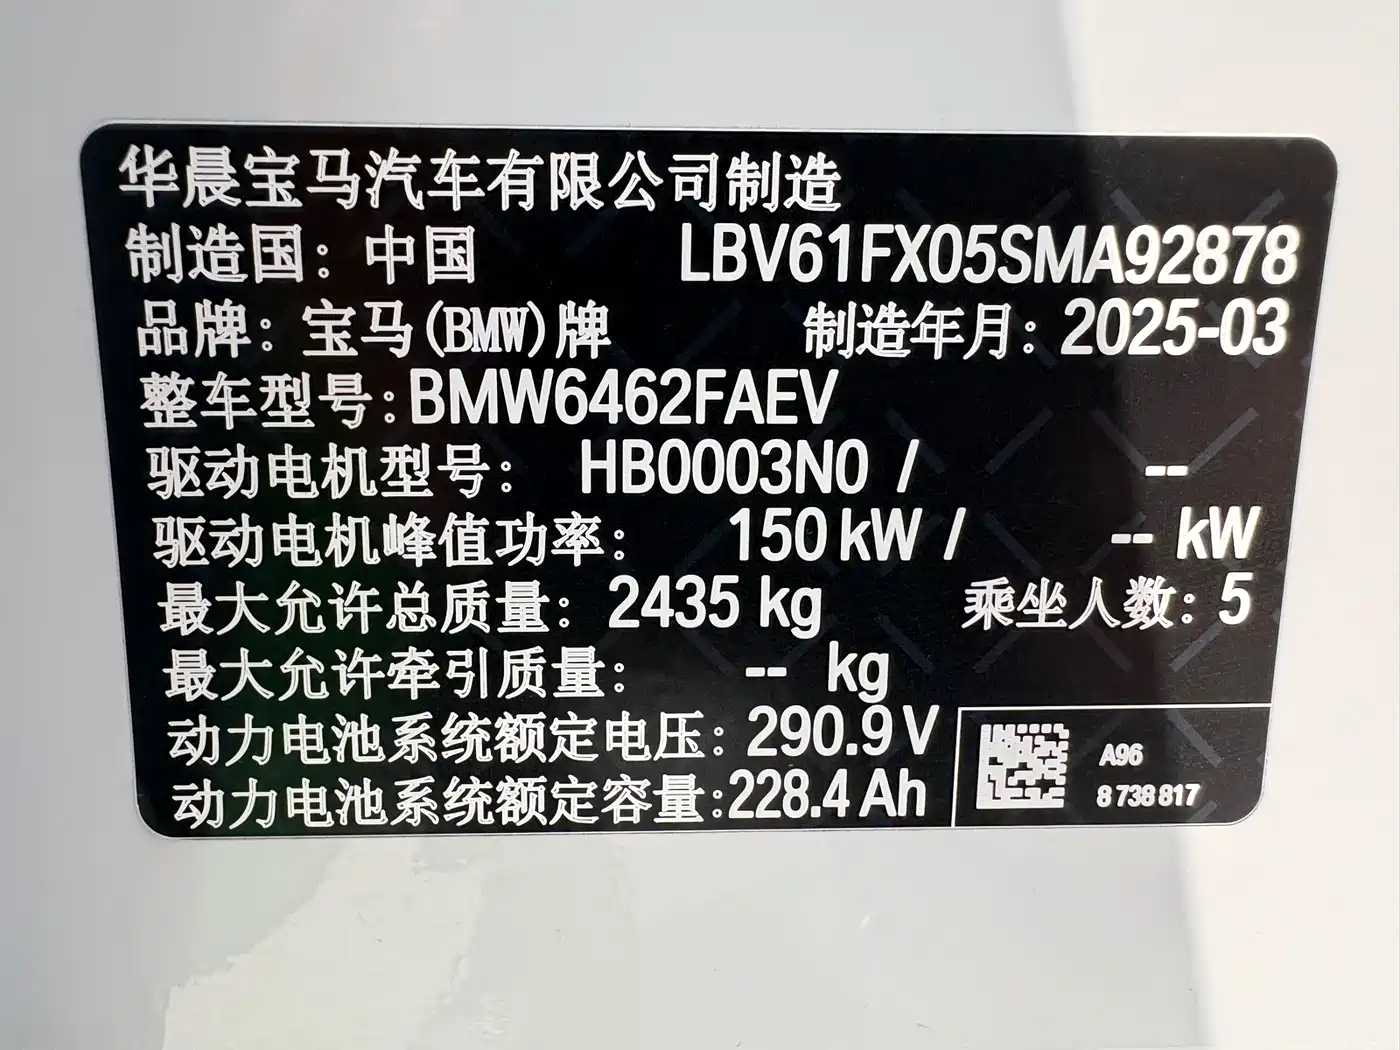 华晨宝马汽车有限公司制造
制造国：中国 LBV61FX05SMA92878
品牌：宝马(BMW)牌 制造年月：2025-03
整车型号：BMW6462FAEV
驱动电机型号： HB0003N0 / --
驱动电机峰值功率： 150 kW / -- kW
最大允许总质量：2435 kg 乘坐人数：5
最大允许牵引质量： -- kg
动力电池系统额定电压：290.9 V
动力电池系统额定容量：228.4 Ah
A96
8 738 817